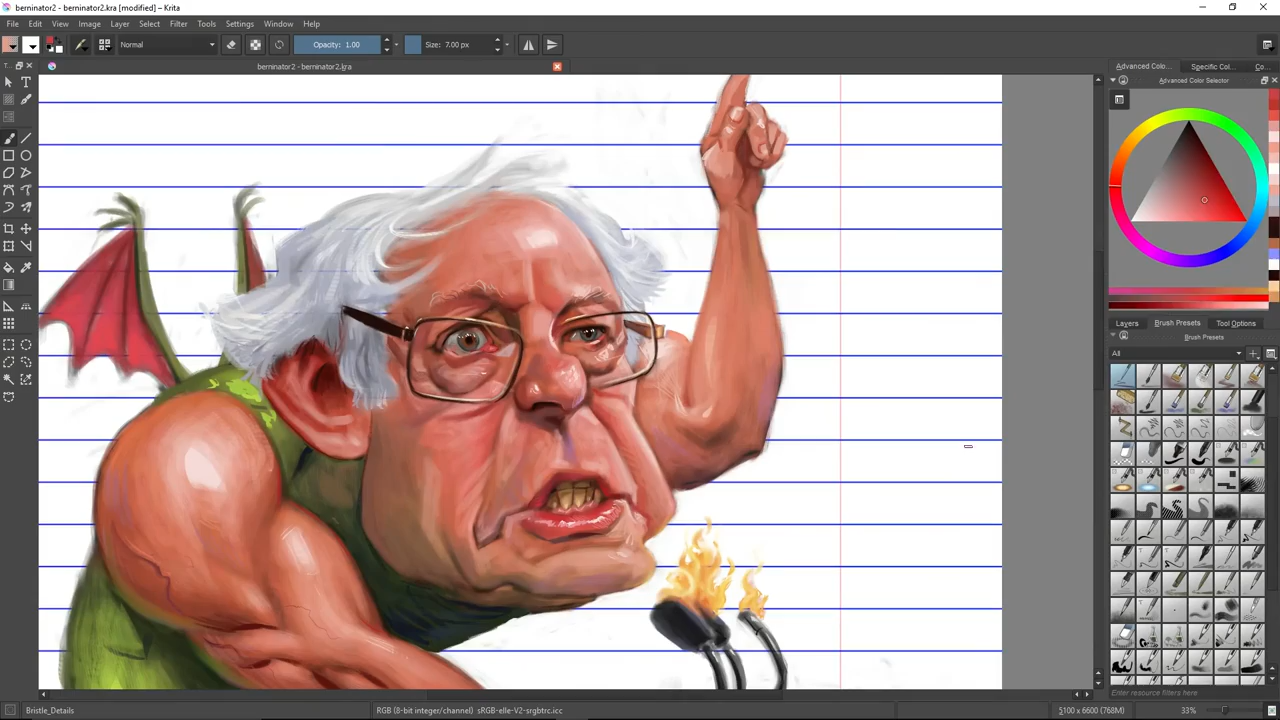 berninator2 - berninator2.kra [modified] – Krita
File Edit View Image Layer Select Filter Tools Settings Window Help
Normal Opacity: 1.00 Size: 7.00 px
berninator2 - berninator2.kra
Advanced Colo... Specific Col... Co...
Advanced Color Selector
Layers Brush Presets Tool Options
Brush Presets
All
Enter resource filters here
Bristle_Details RGB (8-bit integer/channel) sRGB-elle-V2-srgbtrc.icc 5100 x 6600 (768M) 33%